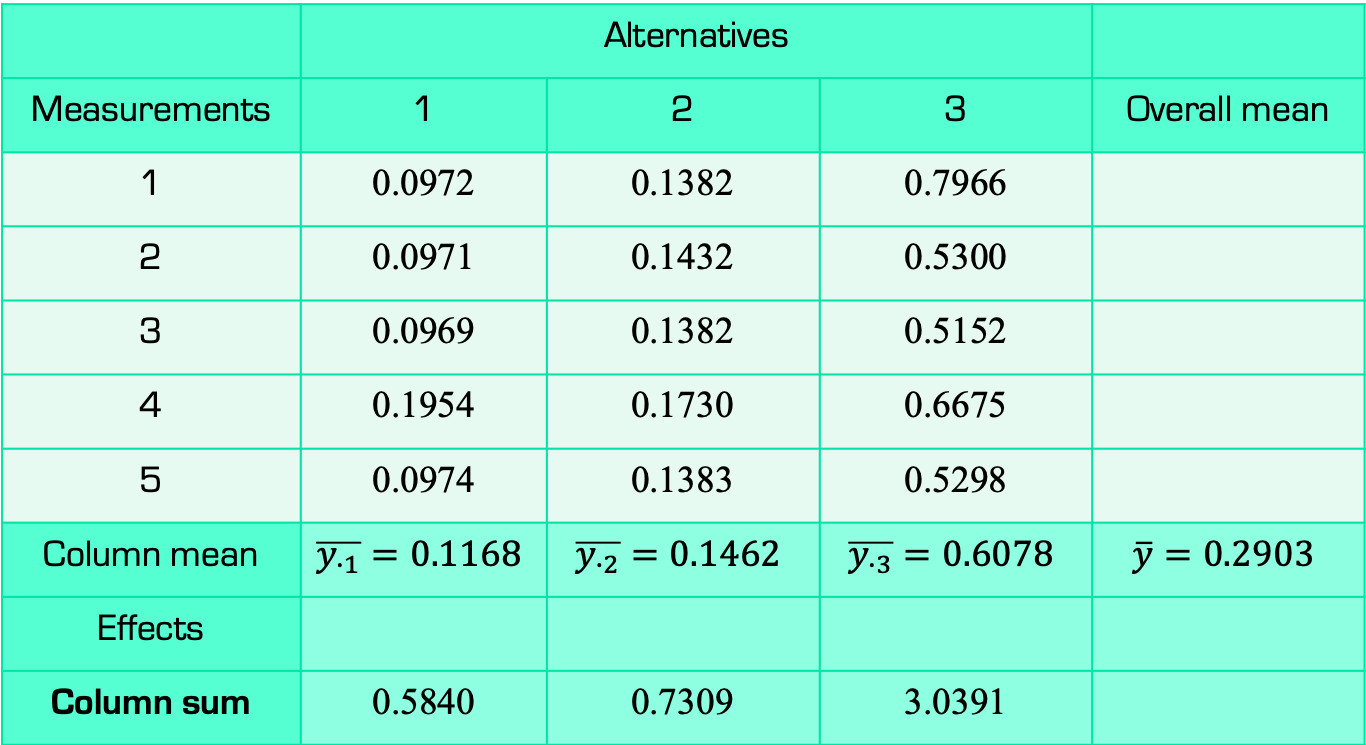 Alternatives
Measurements 1 2 3 Overall mean
1 0.0972 0.1382 0.7966
2 0.0971 0.1432 0.5300
3 0.0969 0.1382 0.5152
4 0.1954 0.1730 0.6675
5 0.0974 0.1383 0.5298
Column mean y̅.₁ = 0.1168 y̅.₂ = 0.1462 y̅.₃ = 0.6078 y̅ = 0.2903
Effects
Column sum 0.5840 0.7309 3.0391